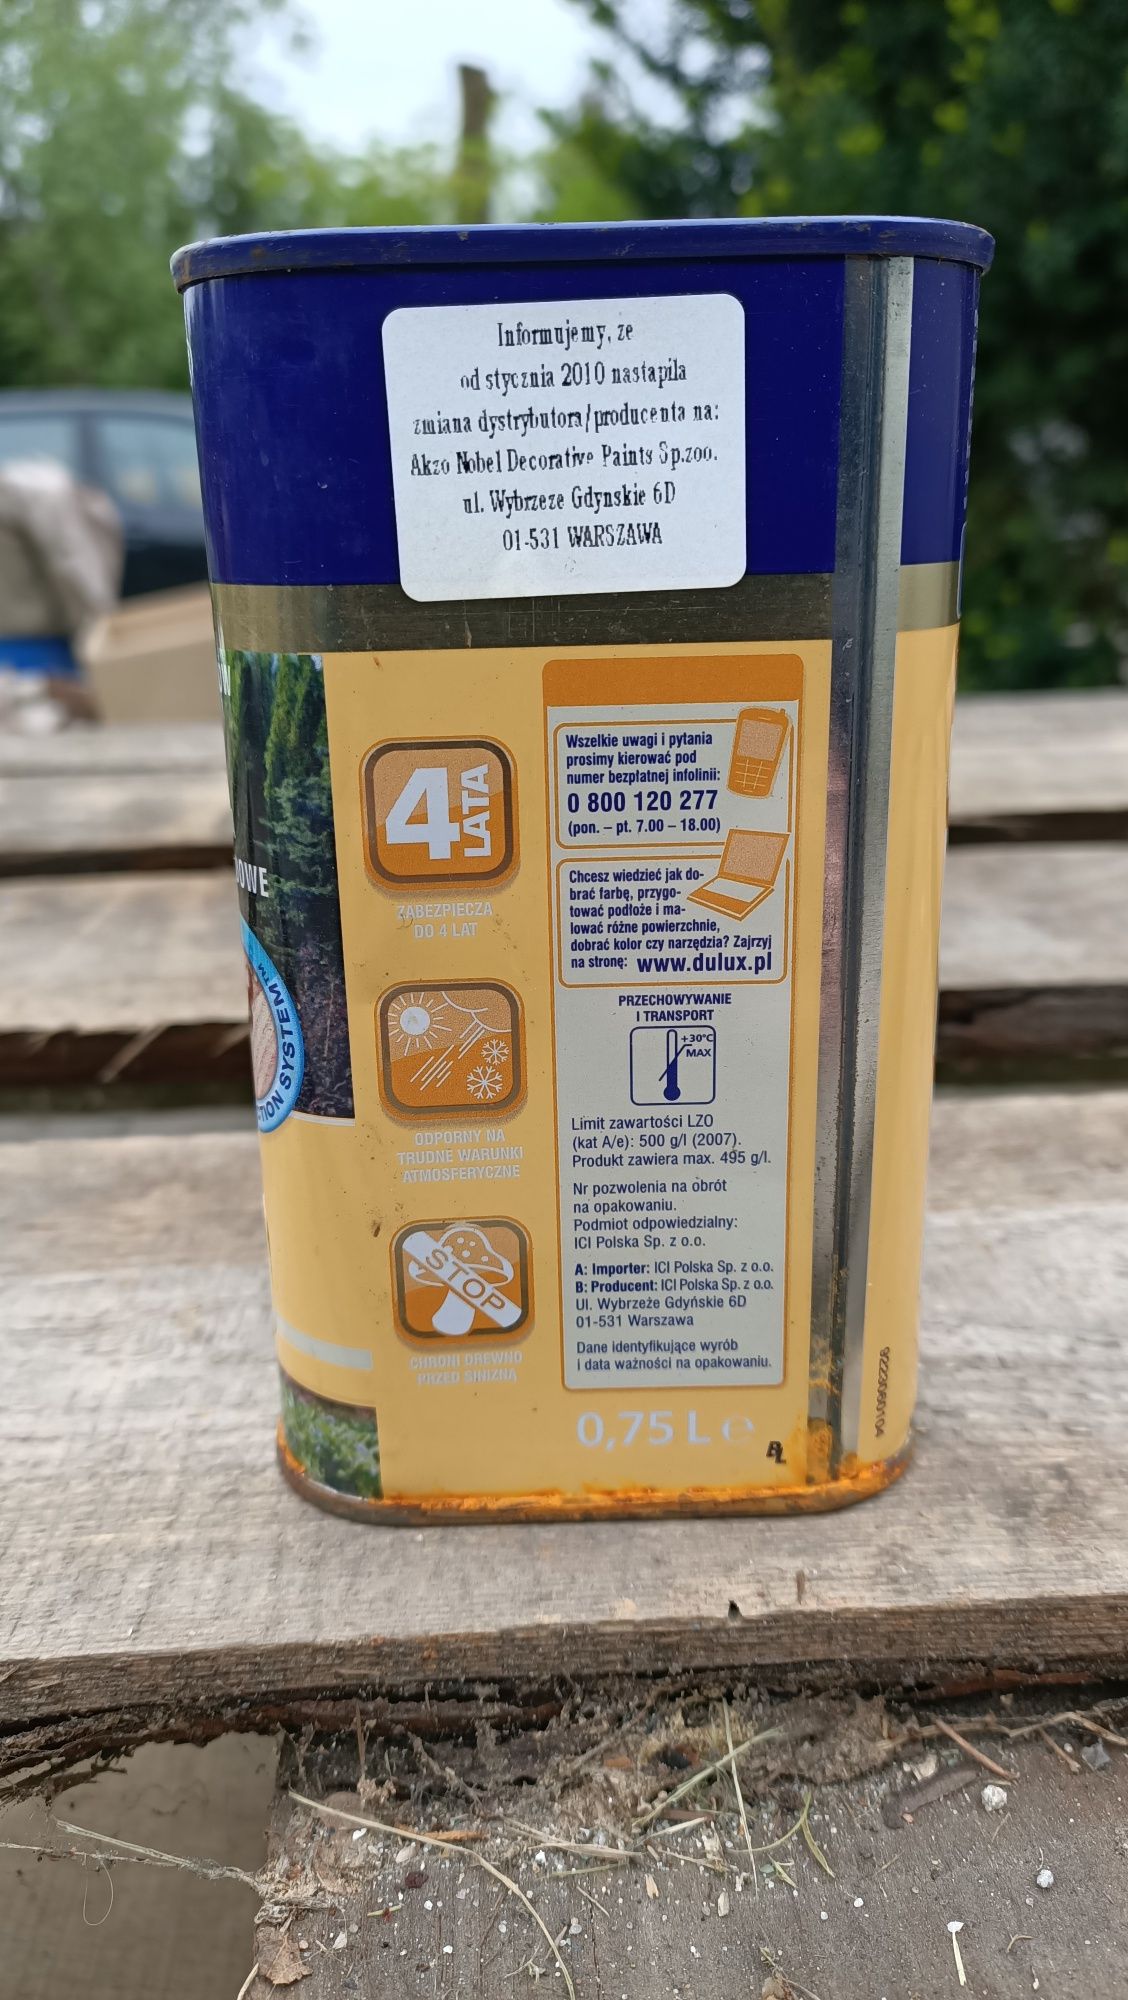 Informujemy, ze
od stycznia 2010 nastapila
zmiana dystrybutora/producenta na:
Akzo Nobel Decorative Paints Sp.zoo.
ul. Wybrzeze Gdynskie 6D
01-531 WARSZAWA
OWE
TION SYSTEM™
4 LATA
ZABEZPIECZA
DO 4 LAT
ODPORNY NA
TRUDNE WARUNKI
ATMOSFERYCZNE
STOP
CHRONI DREWNO
PRZED SINIZNĄ
Wszelkie uwagi i pytania
prosimy kierować pod
numer bezpłatnej infolinii:
0 800 120 277
(pon. – pt. 7.00 – 18.00)
Chcesz wiedzieć jak do-
brać farbę, przygo-
tować podłoże i ma-
lować różne powierzchnie,
dobrać kolor czy narzędzia? Zajrzyj
na stronę: www.dulux.pl
PRZECHOWYWANIE
I TRANSPORT
+30°C
MAX
Limit zawartości LZO
(kat A/e): 500 g/l (2007).
Produkt zawiera max. 495 g/l.
Nr pozwolenia na obrót
na opakowaniu.
Podmiot odpowiedzialny:
ICI Polska Sp. z o.o.
A: Importer: ICI Polska Sp. z o.o.
B: Producent: ICI Polska Sp. z o.o.
Ul. Wybrzeże Gdyńskie 6D
01-531 Warszawa
Dane identyfikujące wyrób
i data ważności na opakowaniu.
0,75 L e
BL